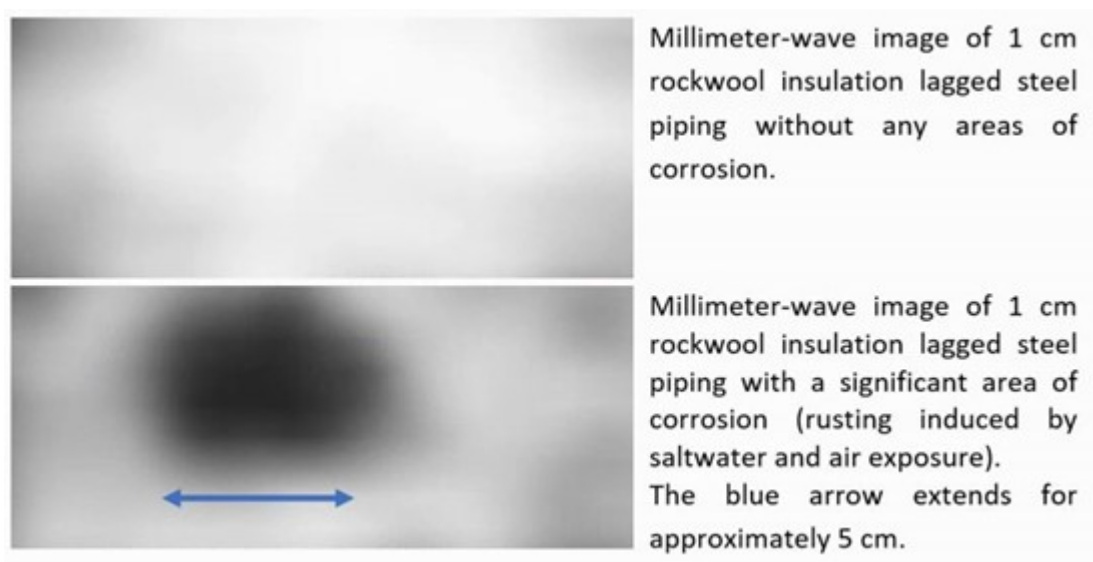 Millimeter-wave image of 1 cm
rockwool insulation lagged steel
piping without any areas of
corrosion.
Millimeter-wave image of 1 cm
rockwool insulation lagged steel
piping with a significant area of
corrosion (rusting induced by
saltwater and air exposure).
The blue arrow extends for
approximately 5 cm.